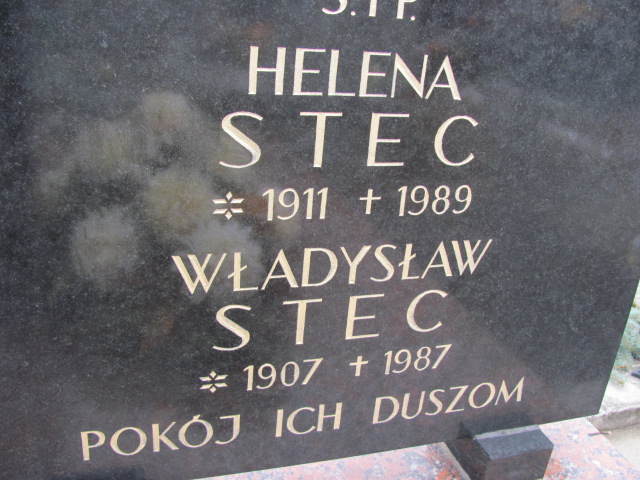 Ś.†P.
HELENA
STEC
* 1911 + 1989
WŁADYSŁAW
STEC
* 1907 + 1987
POKÓJ ICH DUSZOM